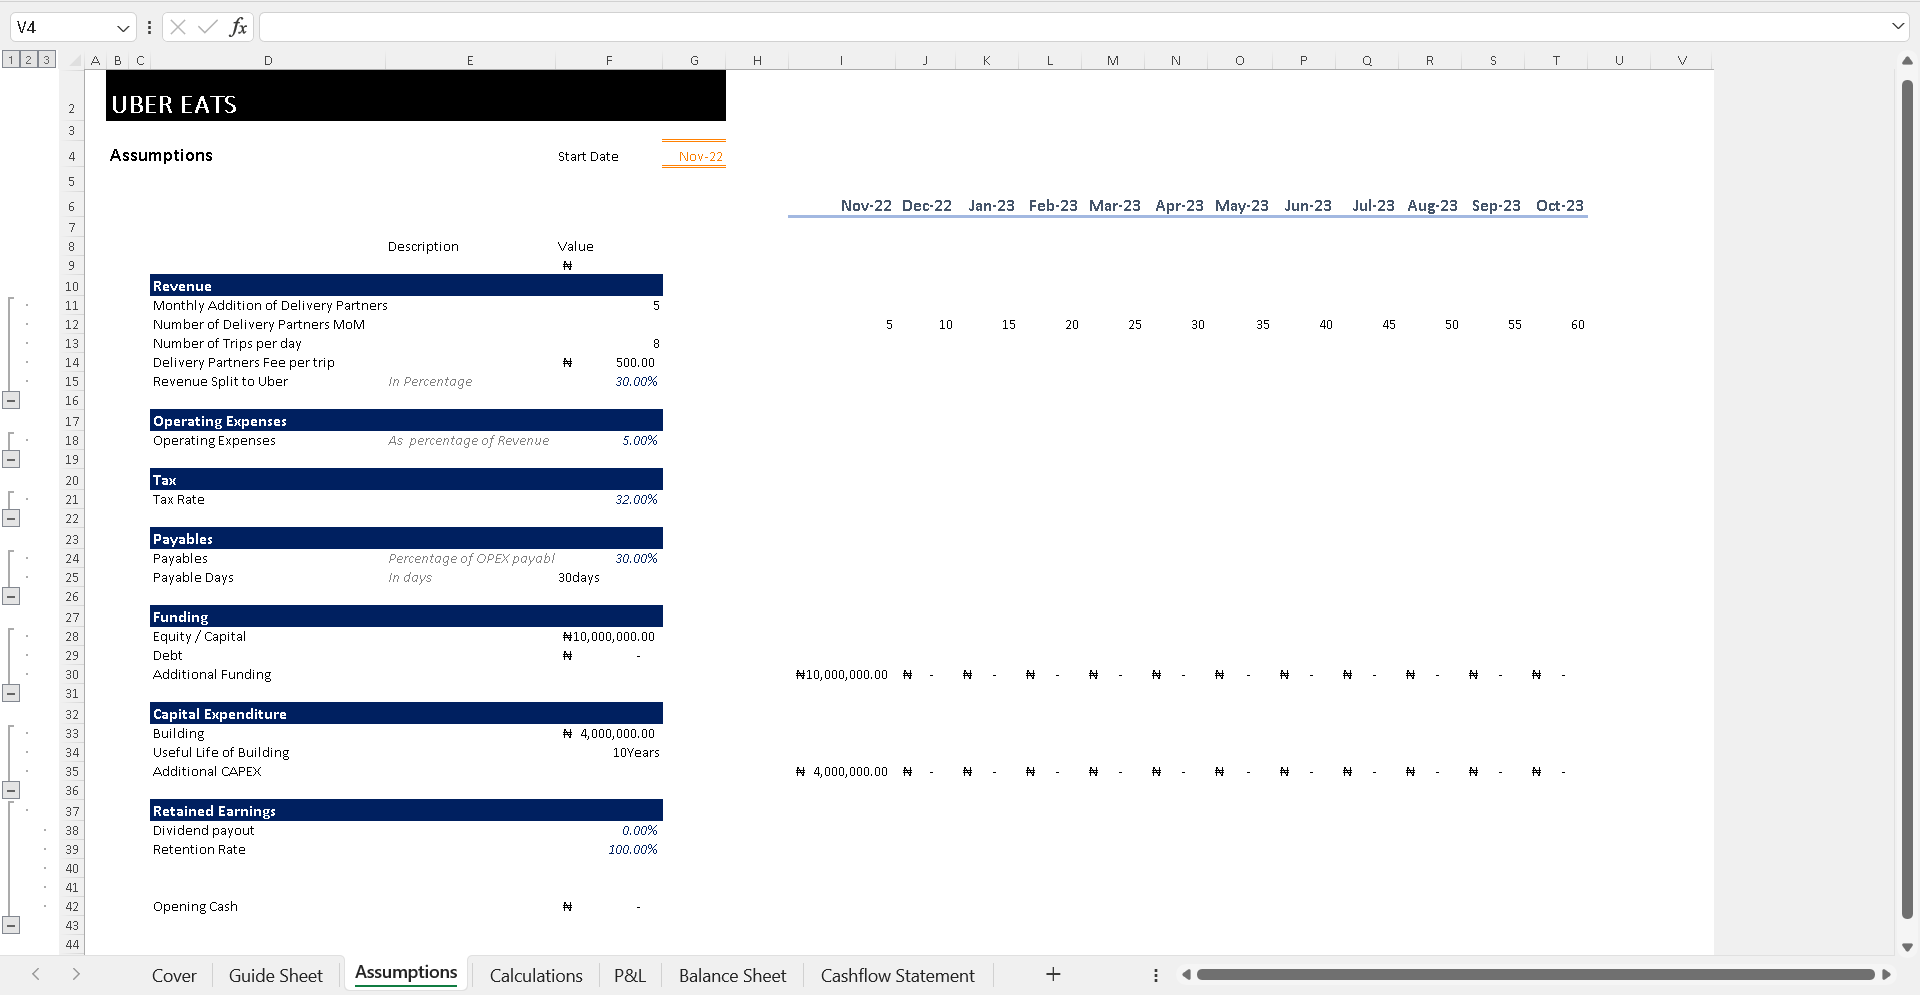 V4 fx
1 2 3 A B C D E F G H I J K L M N O P Q R S T U V
2 UBER EATS
3
4 Assumptions Start Date Nov-22
5
6 Nov-22 Dec-22 Jan-23 Feb-23 Mar-23 Apr-23 May-23 Jun-23 Jul-23 Aug-23 Sep-23 Oct-23
7
8 Description Value
9 ₦
10 Revenue
11 Monthly Addition of Delivery Partners 5
12 Number of Delivery Partners MoM 5 10 15 20 25 30 35 40 45 50 55 60
13 Number of Trips per day 8
14 Delivery Partners Fee per trip ₦ 500.00
15 Revenue Split to Uber In Percentage 30.00%
16
17 Operating Expenses
18 Operating Expenses As percentage of Revenue 5.00%
19
20 Tax
21 Tax Rate 32.00%
22
23 Payables
24 Payables Percentage of OPEX payabl 30.00%
25 Payable Days In days 30days
26
27 Funding
28 Equity / Capital ₦10,000,000.00
29 Debt ₦ -
30 Additional Funding ₦10,000,000.00 ₦ - ₦ - ₦ - ₦ - ₦ - ₦ - ₦ - ₦ - ₦ - ₦ - ₦ -
31
32 Capital Expenditure
33 Building ₦ 4,000,000.00
34 Useful Life of Building 10Years
35 Additional CAPEX ₦ 4,000,000.00 ₦ - ₦ - ₦ - ₦ - ₦ - ₦ - ₦ - ₦ - ₦ - ₦ - ₦ -
36
37 Retained Earnings
38 Dividend payout 0.00%
39 Retention Rate 100.00%
40
41
42 Opening Cash ₦ -
43
44
Cover Guide Sheet Assumptions Calculations P&L Balance Sheet Cashflow Statement